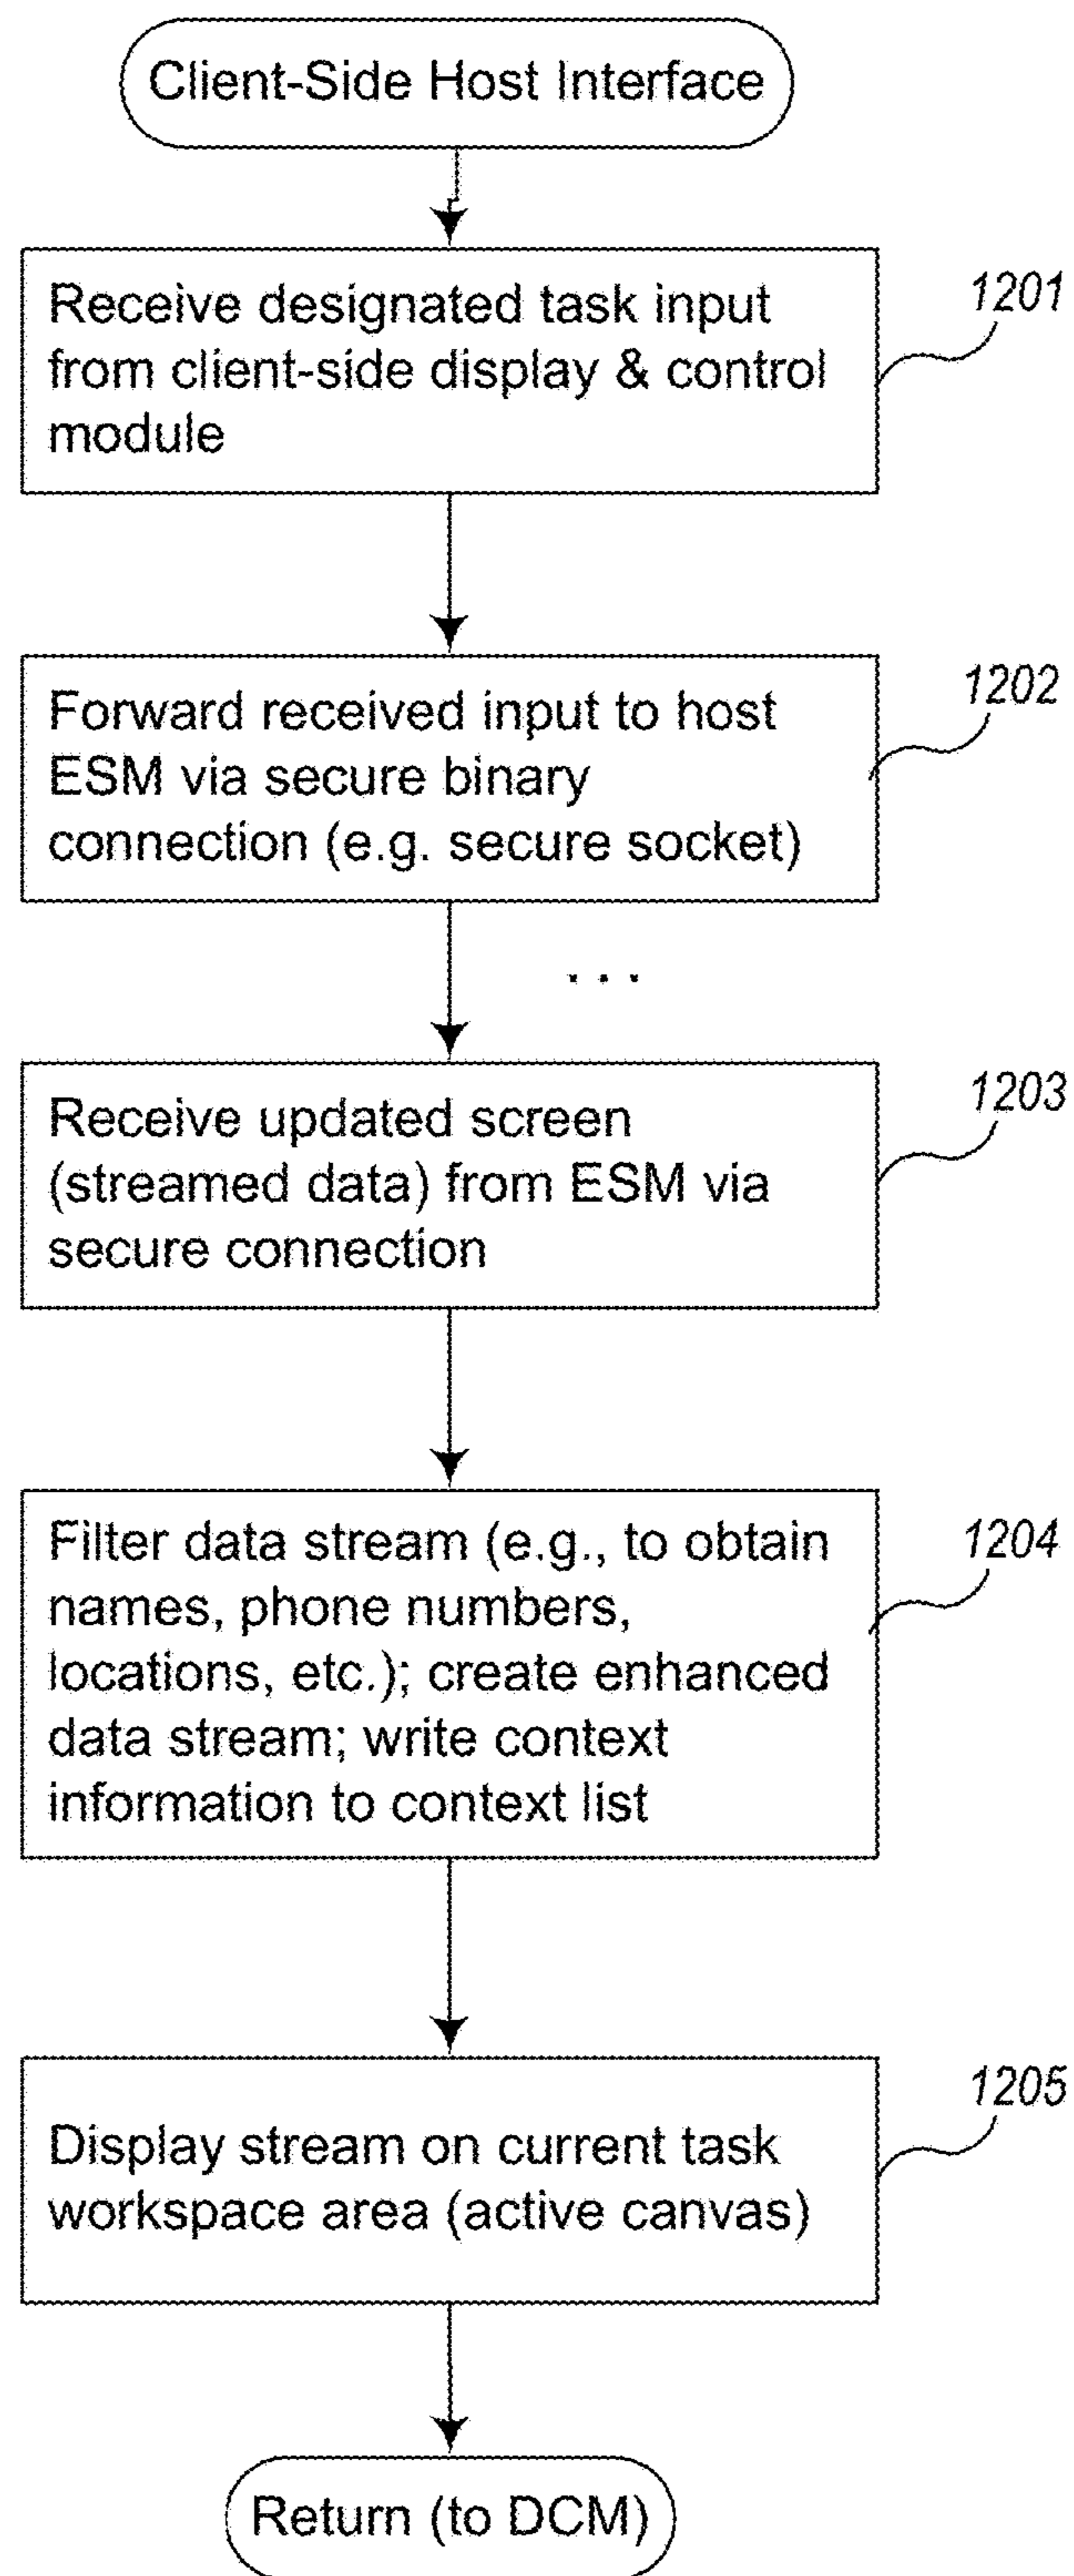 Client-Side Host Interface
Receive designated task input
from client-side display & control
module
1201
Forward received input to host
ESM via secure binary
connection (e.g. secure socket)
1202
. . .
Receive updated screen
(streamed data) from ESM via
secure connection
1203
Filter data stream (e.g., to obtain
names, phone numbers,
locations, etc.); create enhanced
data stream; write context
information to context list
1204
Display stream on current task
workspace area (active canvas)
1205
Return (to DCM)